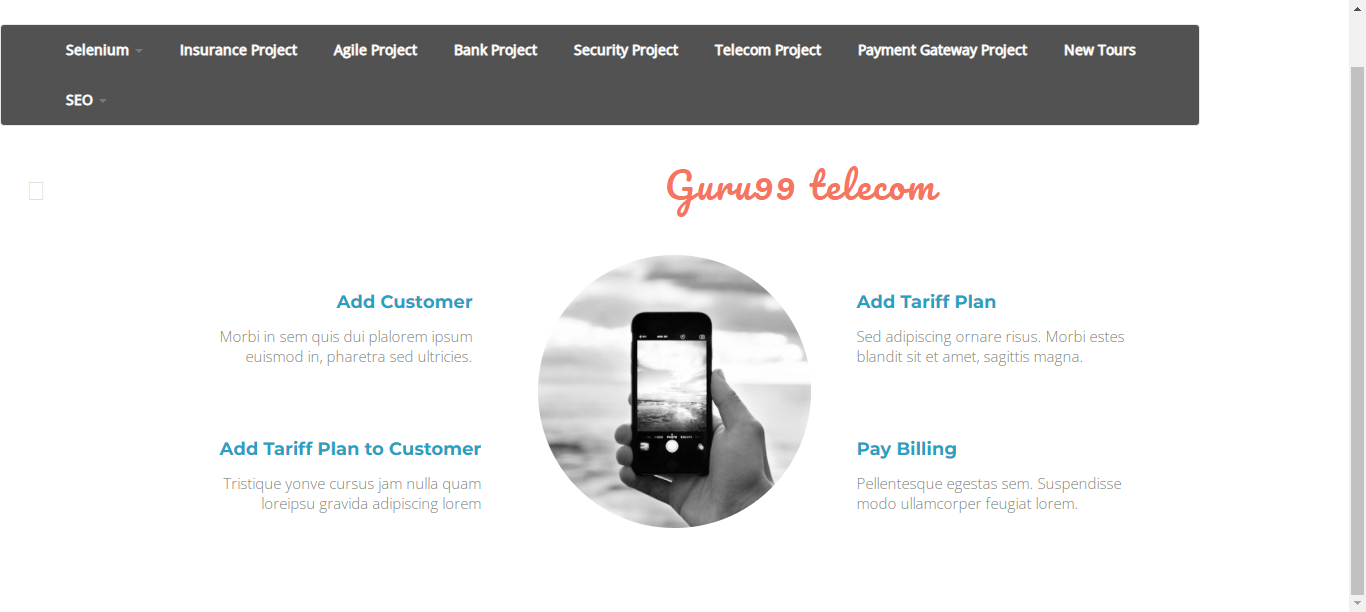 Selenium Insurance Project Agile Project Bank Project Security Project Telecom Project Payment Gateway Project New Tours
SEO
Guru99 telecom
Add Customer
Morbi in sem quis dui plalorem ipsum
euismod in, pharetra sed ultricies.
Add Tariff Plan
Sed adipiscing ornare risus. Morbi estes
blandit sit et amet, sagittis magna.
Add Tariff Plan to Customer
Tristique yonve cursus jam nulla quam
loreipsu gravida adipiscing lorem
Pay Billing
Pellentesque egestas sem. Suspendisse
modo ullamcorper feugiat lorem.